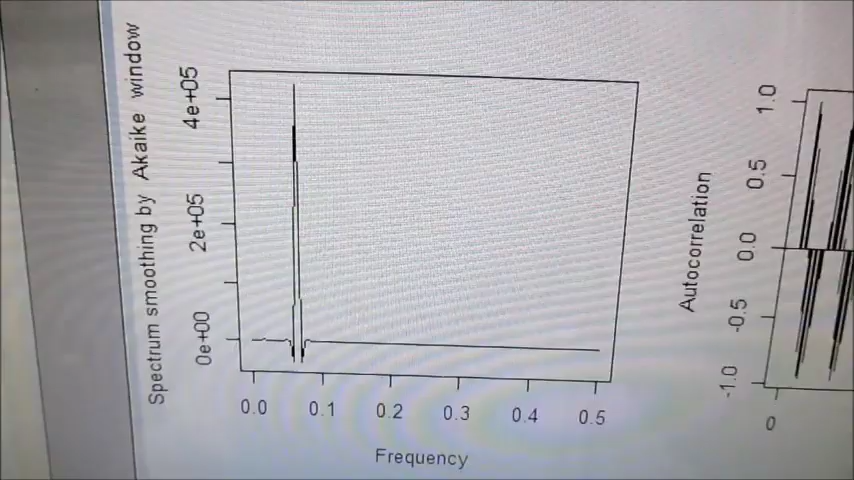 Spectrum smoothing by Akaike window
4e+05
2e+05
0e+00
0.0 0.1 0.2 0.3 0.4 0.5
Frequency
Autocorrelation
1.0
0.5
0.0
-0.5
-1.0
0